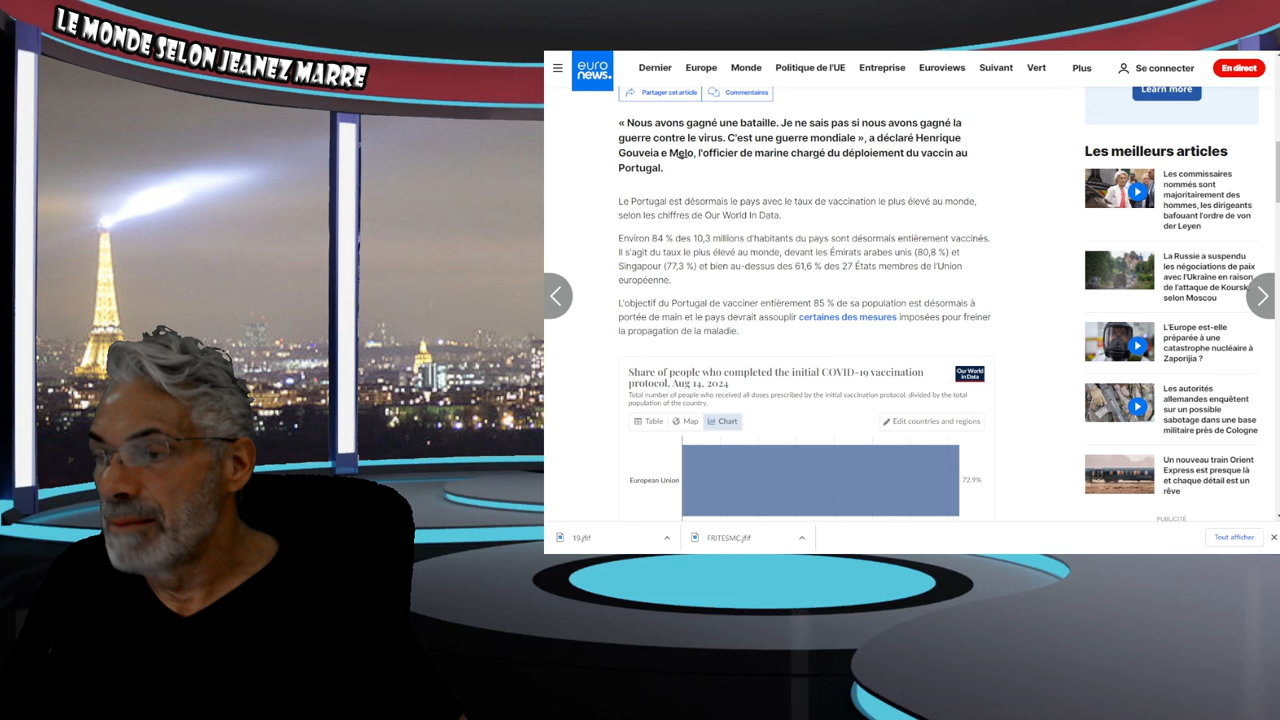 LE MONDE SELON JEANEZ MARRE
euro
news.
Dernier Europe Monde Politique de l'UE Entreprise Euroviews Suivant Vert Plus Se connecter En direct
Partager cet article Commentaires
Learn more
« Nous avons gagné une bataille. Je ne sais pas si nous avons gagné la
guerre contre le virus. C'est une guerre mondiale », a déclaré Henrique
Gouveia e Melo, l'officier de marine chargé du déploiement du vaccin au
Portugal.
Le Portugal est désormais le pays avec le taux de vaccination le plus élevé au monde,
selon les chiffres de Our World In Data.
Environ 84 % des 10,3 millions d'habitants du pays sont désormais entièrement vaccinés.
Il s'agit du taux le plus élevé au monde, devant les Émirats arabes unis (80,8 %) et
Singapour (77,3 %) et bien au-dessus des 61,6 % des 27 États membres de l'Union
européenne.
L'objectif du Portugal de vacciner entièrement 85 % de sa population est désormais à
portée de main et le pays devrait assouplir certaines des mesures imposées pour freiner
la propagation de la maladie.
Share of people who completed the initial COVID-19 vaccination
protocol, Aug 14, 2024
Our World
in Data
Total number of people who received all doses prescribed by the initial vaccination protocol, divided by the total
population of the country.
Table Map Chart Edit countries and regions
European Union 72.9%
Les meilleurs articles
Les commissaires
nommés sont
majoritairement des
hommes, les dirigeants
bafouant l'ordre de von
der Leyen
La Russie a suspendu
les négociations de paix
avec l'Ukraine en raison
de l'attaque de Koursk,
selon Moscou
L'Europe est-elle
préparée à une
catastrophe nucléaire à
Zaporijia ?
Les autorités
allemandes enquêtent
sur un possible
sabotage dans une base
militaire près de Cologne
Un nouveau train Orient
Express est presque là
et chaque détail est un
rêve
PUBLICITÉ
19.jfif FRITESMC.jfif Tout afficher